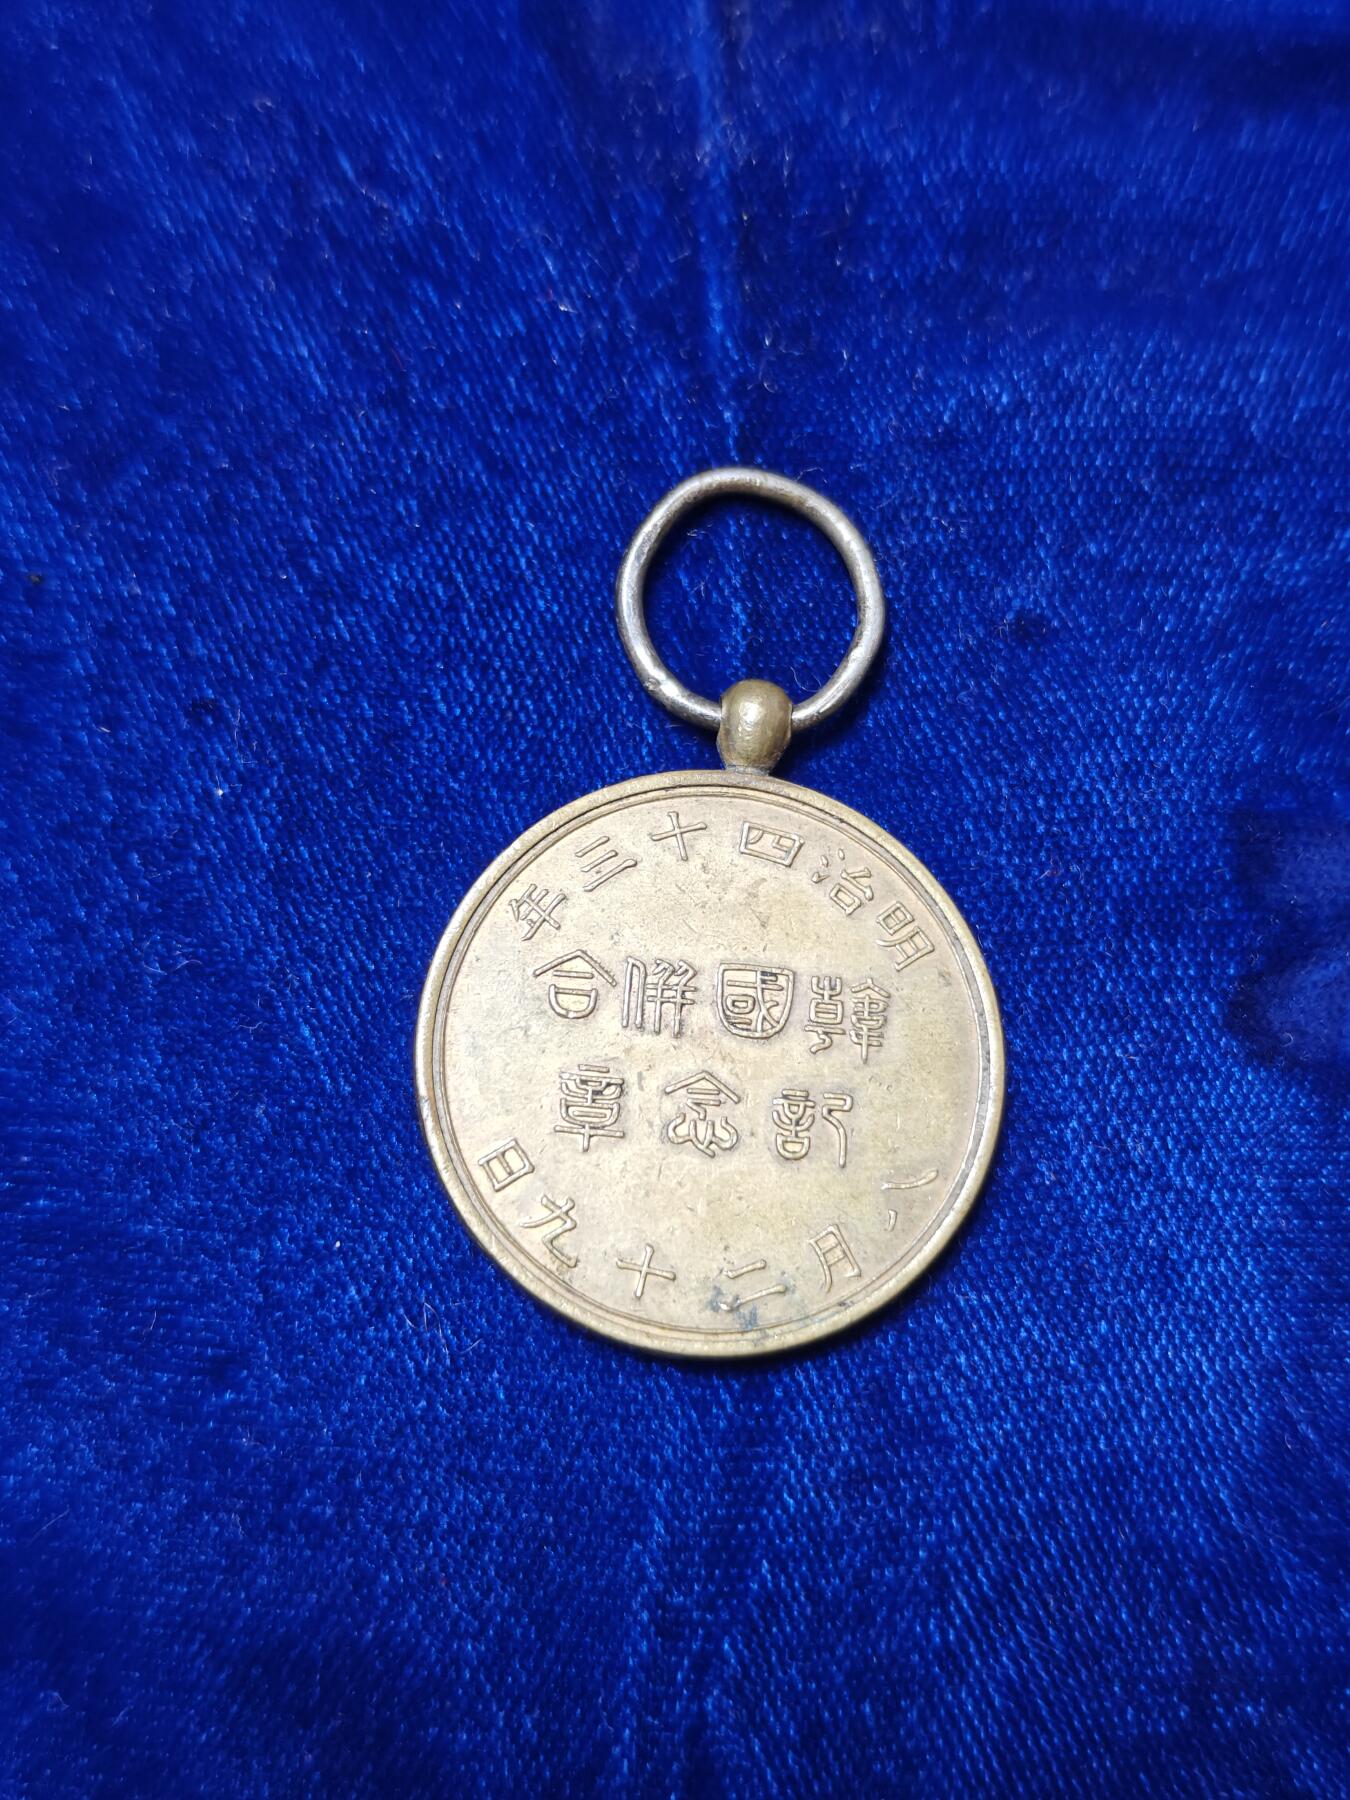 明治四十三年
韓國併合
記念章
八月二十九日